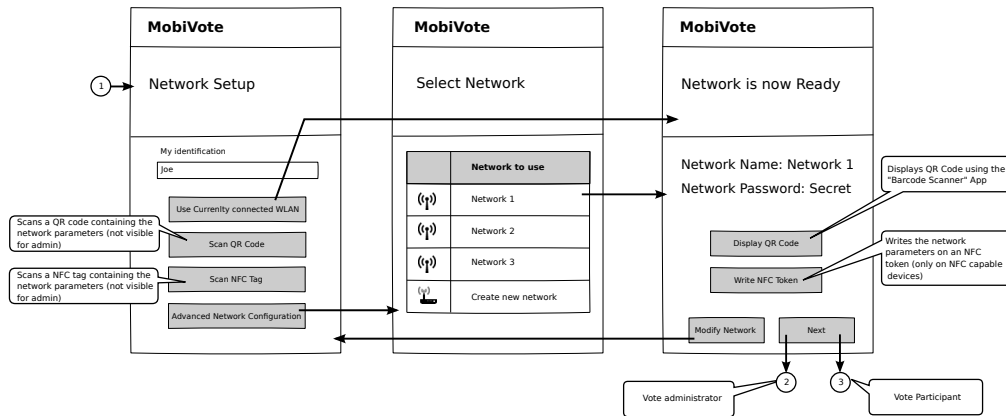 MobiVote
Network Setup
1
My identification
Joe
Use Currenlty connected WLAN
Scan QR Code
Scan NFC Tag
Advanced Network Configuration
Scans a QR code containing the
network parameters (not visible
for admin)
Scans a NFC tag containing the
network parameters (not visible
for admin)
MobiVote
Select Network
Network to use
Network 1
Network 2
Network 3
Create new network
MobiVote
Network is now Ready
Network Name: Network 1
Network Password: Secret
Display QR Code
Write NFC Token
Modify Network
Next
Displays QR Code using the
"Barcode Scanner" App
Writes the network
parameters on an NFC
token (only on NFC capable
devices)
2
3
Vote administrator
Vote Participant